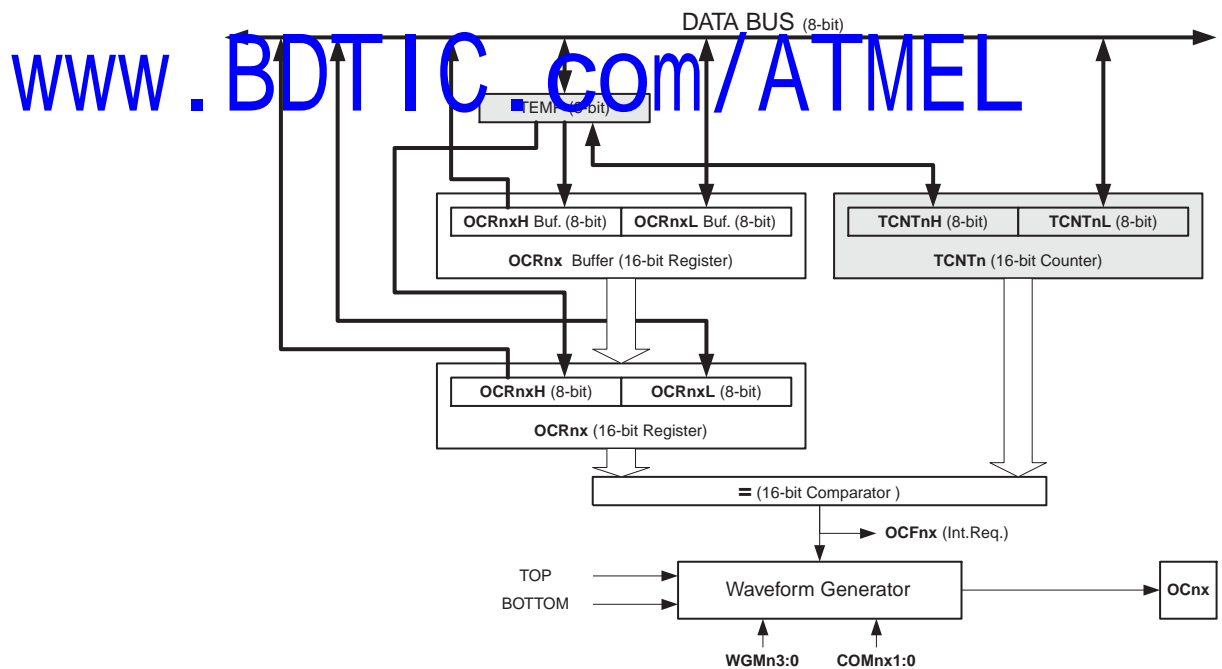 DATA BUS (8-bit)
www.BDTIC.com/ATMEL
TEMP (8-bit)
OCRnxH Buf. (8-bit) OCRnxL Buf. (8-bit)
TCNTnH (8-bit) TCNTnL (8-bit)
OCRnx Buffer (16-bit Register)
TCNTn (16-bit Counter)
OCRnxH (8-bit) OCRnxL (8-bit)
OCRnx (16-bit Register)
= (16-bit Comparator )
OCFnx (Int.Req.)
TOP
BOTTOM
Waveform Generator
OCnx
WGMn3:0 COMnx1:0